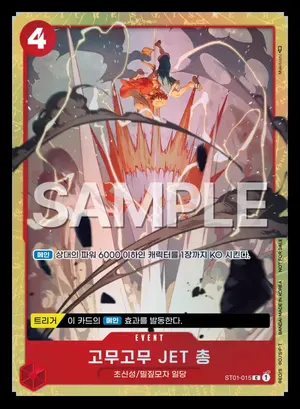 4
SAMPLE
메인 상대의 파워 6000 이하인 캐릭터를 1장까지 KO 시킨다.
트리거 이 카드의 메인 효과를 발동한다.
EVENT
고무고무 JET 총
초신성/밀짚모자 일당
ST01-015 C 1